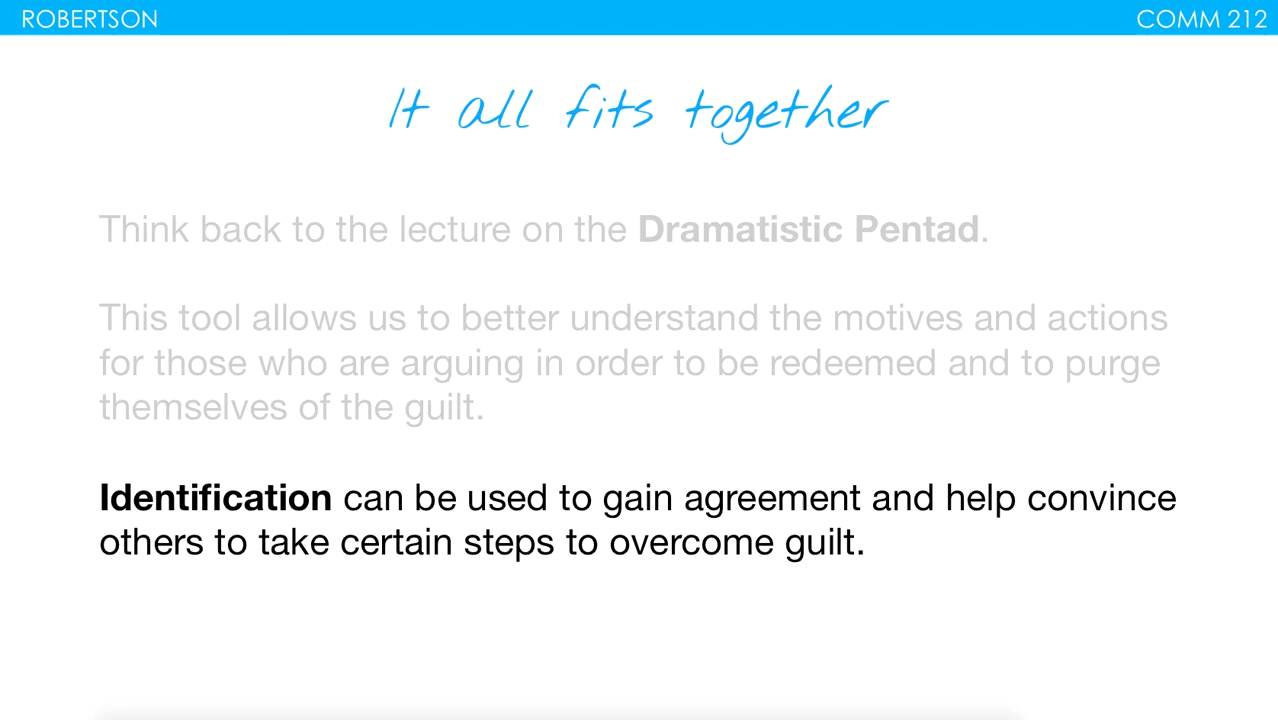 ROBERTSON
COMM 212
It all fits together
Think back to the lecture on the Dramatistic Pentad.
This tool allows us to better understand the motives and actions
for those who are arguing in order to be redeemed and to purge
themselves of the guilt.
Identification can be used to gain agreement and help convince
others to take certain steps to overcome guilt.